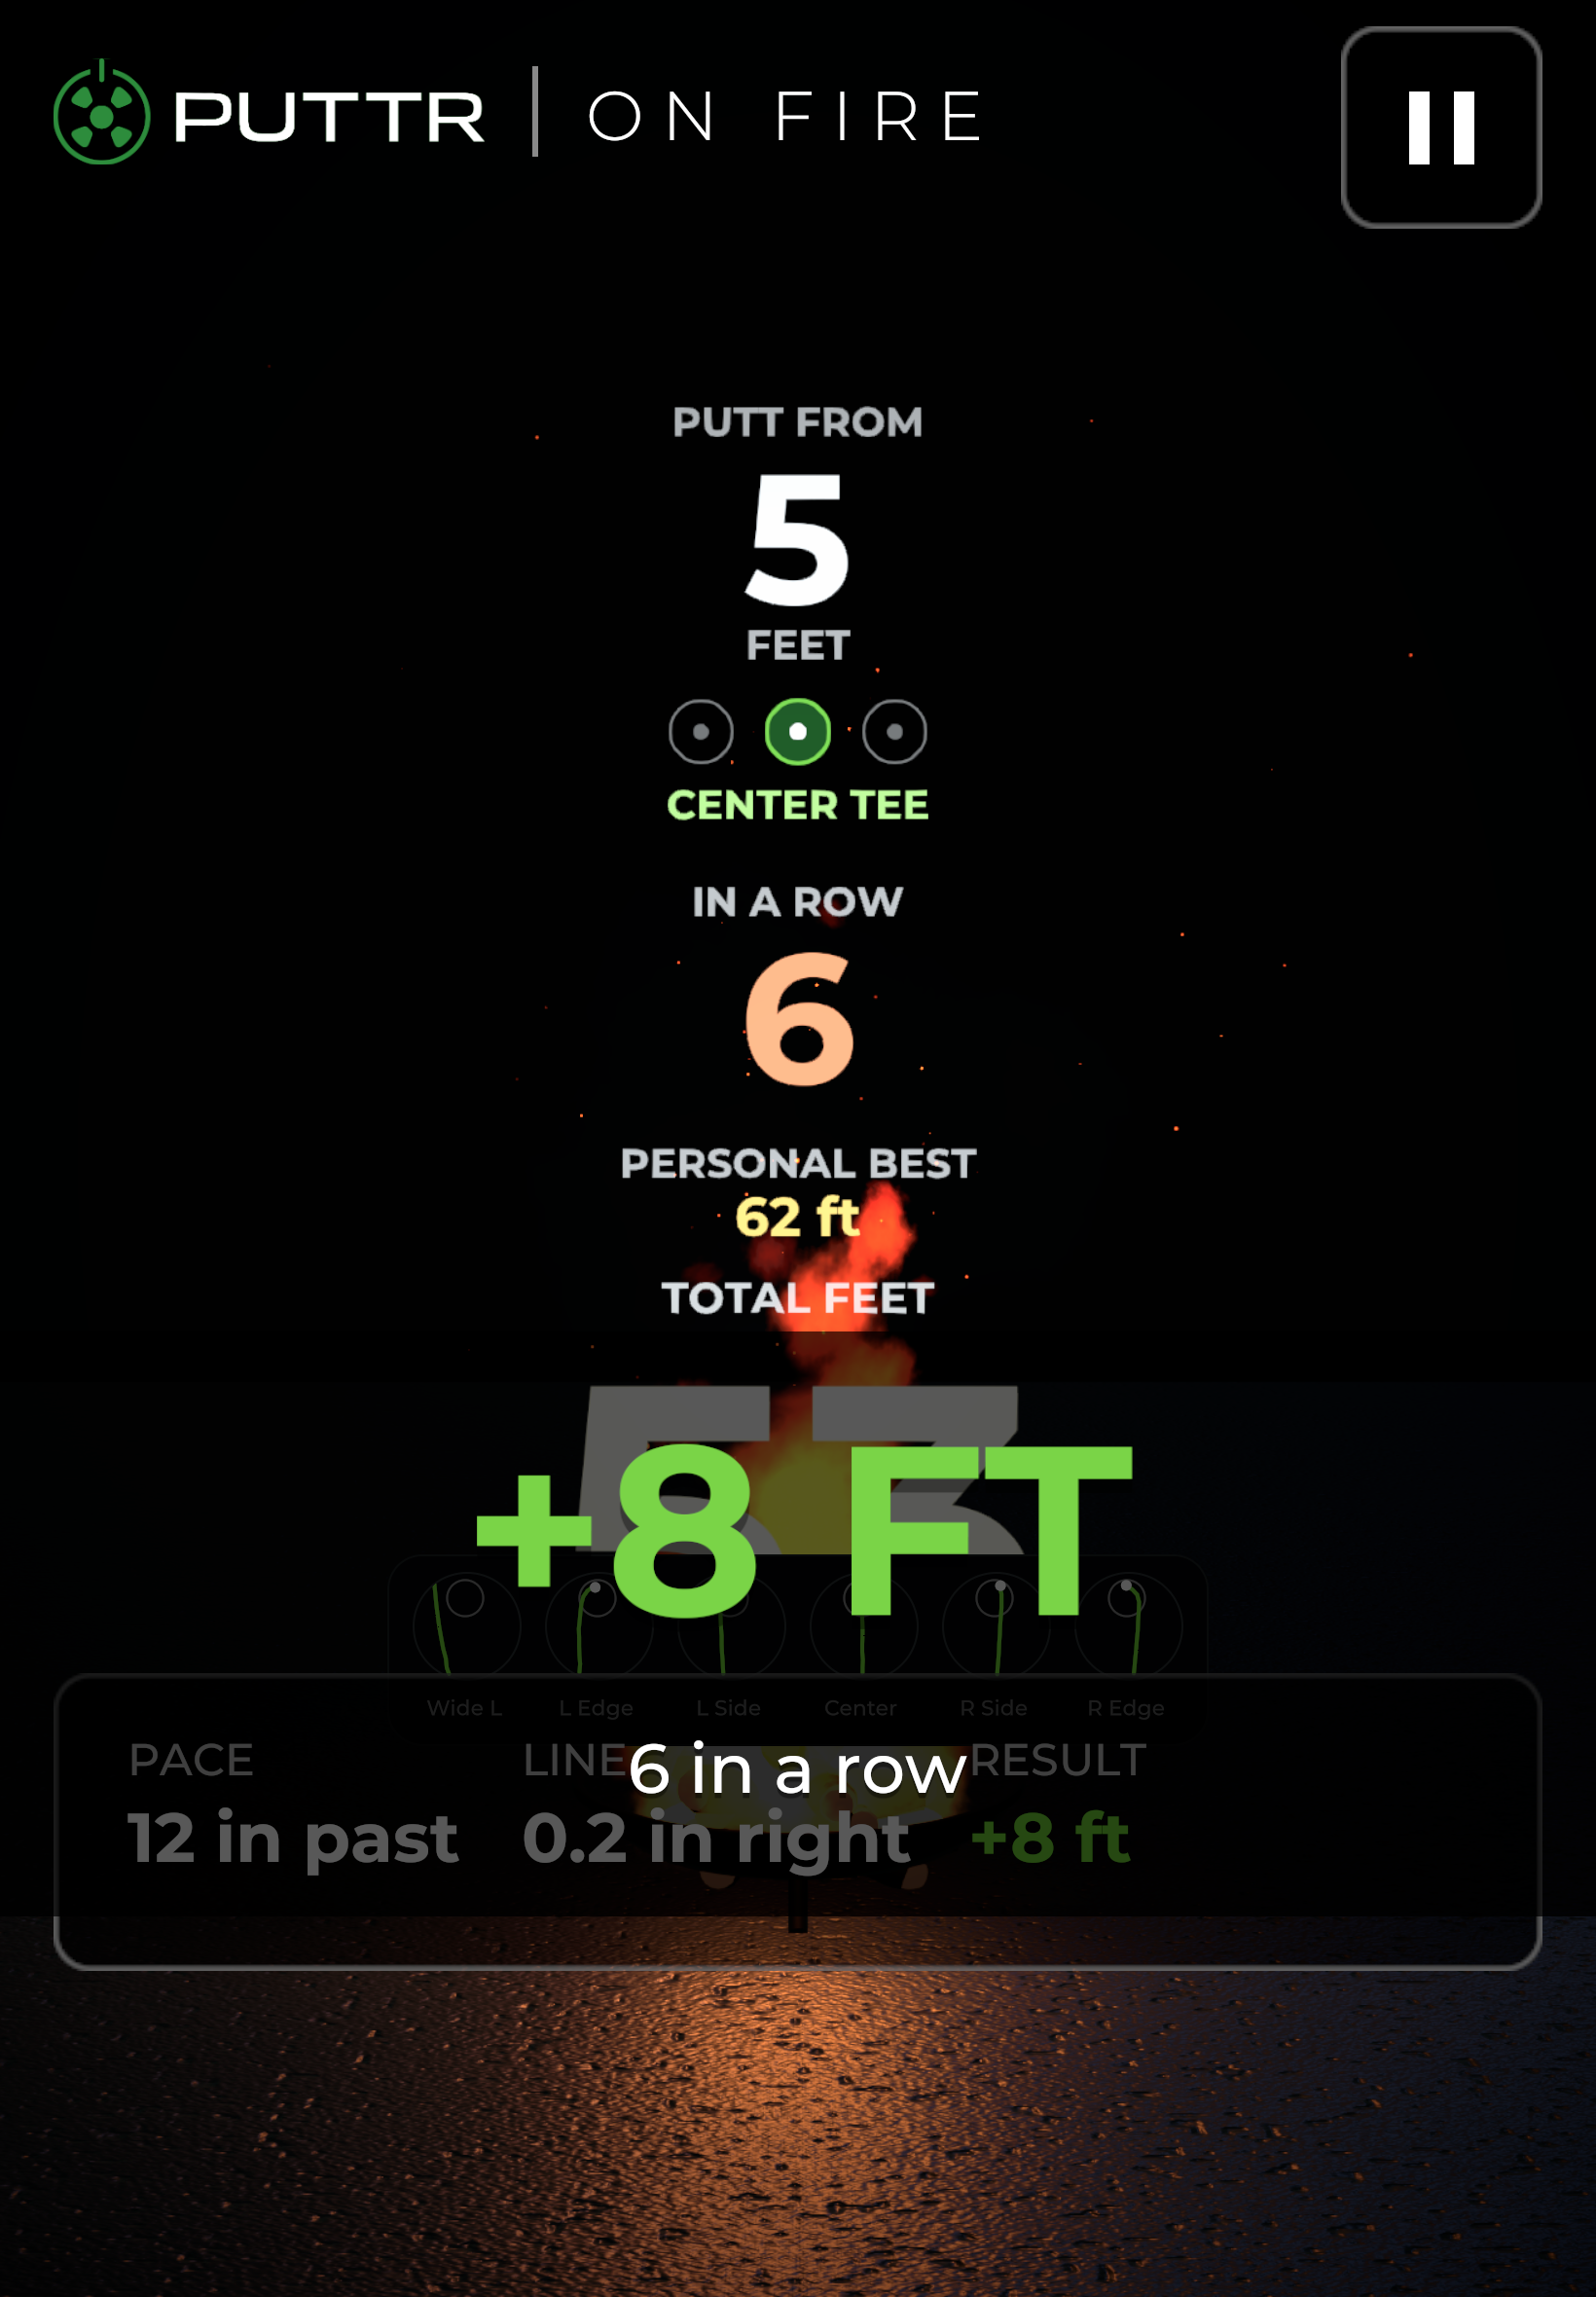 PUTTR | ON FIRE
PUTT FROM
5
FEET
CENTER TEE
IN A ROW
6
PERSONAL BEST
62 ft
TOTAL FEET
+8 FT
Wide L L Edge L Side Center R Side R Edge
6 in a row
PACE LINE RESULT
12 in past 0.2 in right +8 ft